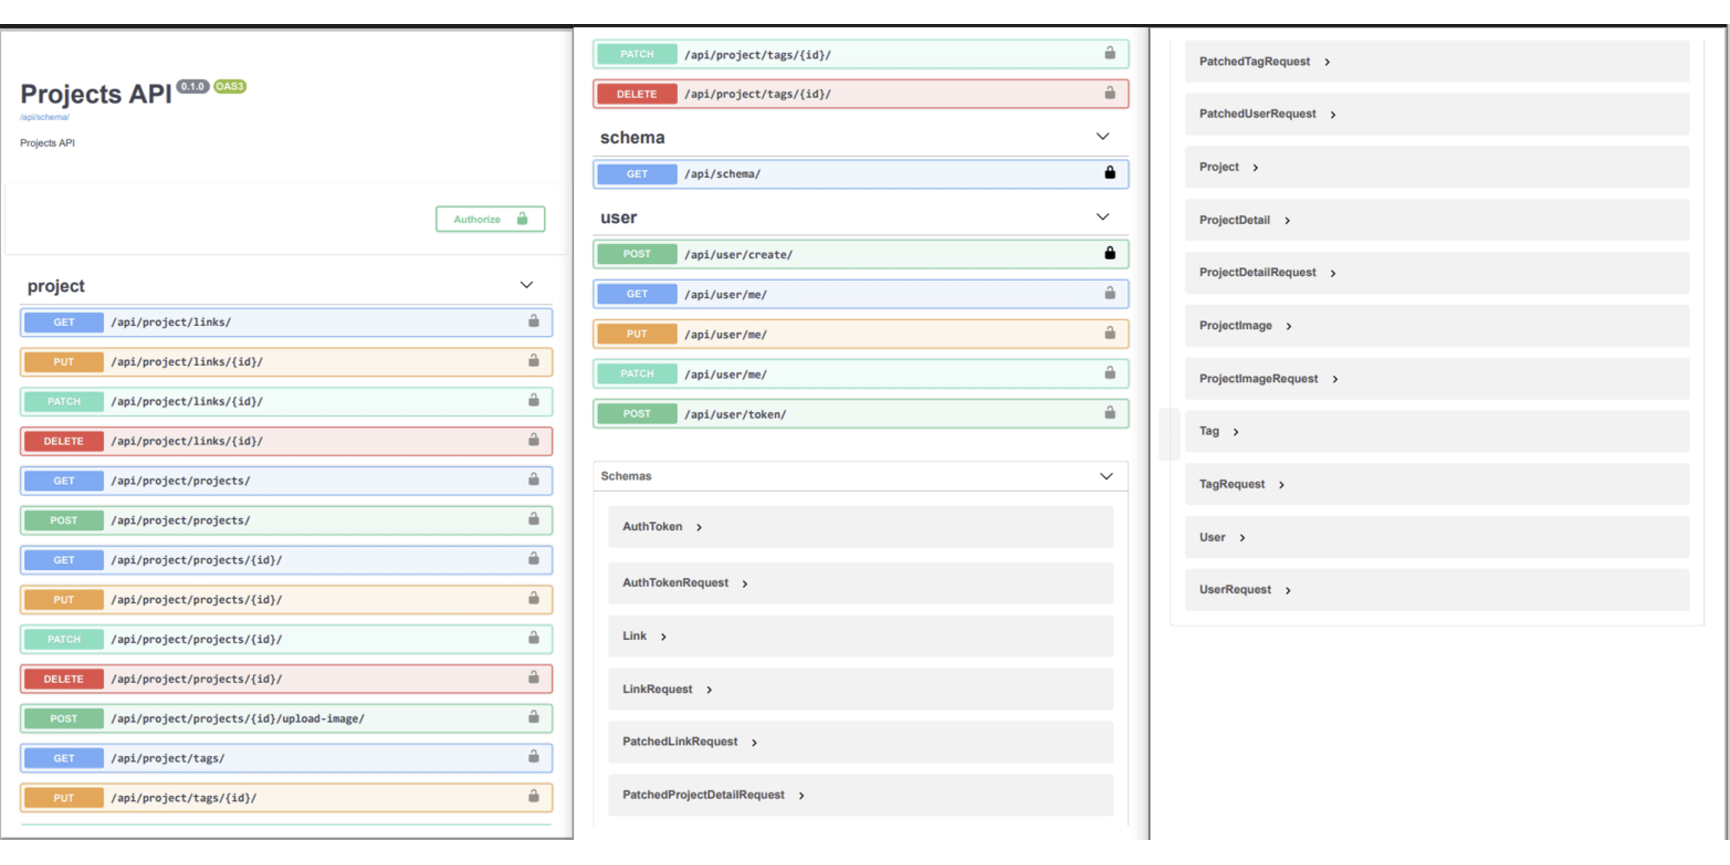 Projects API 0.1.0 OAS3
/api/schema/
Projects API
Authorize
project
GET /api/project/links/
PUT /api/project/links/{id}/
PATCH /api/project/links/{id}/
DELETE /api/project/links/{id}/
GET /api/project/projects/
POST /api/project/projects/
GET /api/project/projects/{id}/
PUT /api/project/projects/{id}/
PATCH /api/project/projects/{id}/
DELETE /api/project/projects/{id}/
POST /api/project/projects/{id}/upload-image/
GET /api/project/tags/
PUT /api/project/tags/{id}/
PATCH /api/project/tags/{id}/
DELETE /api/project/tags/{id}/
schema
GET /api/schema/
user
POST /api/user/create/
GET /api/user/me/
PUT /api/user/me/
PATCH /api/user/me/
POST /api/user/token/
Schemas
AuthToken
AuthTokenRequest
Link
LinkRequest
PatchedLinkRequest
PatchedProjectDetailRequest
PatchedTagRequest
PatchedUserRequest
Project
ProjectDetail
ProjectDetailRequest
ProjectImage
ProjectImageRequest
Tag
TagRequest
User
UserRequest